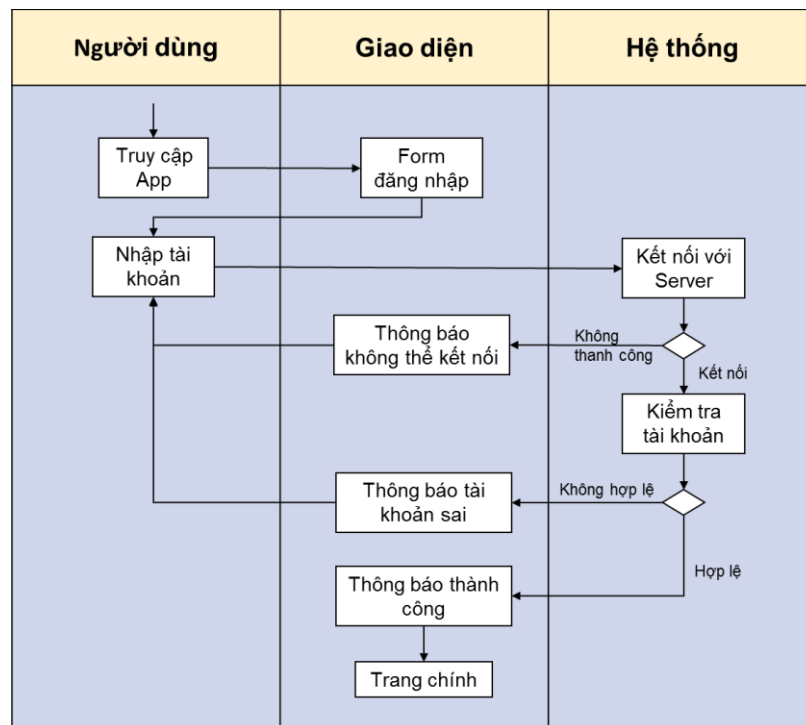 Người dùng
Giao diện
Hệ thống
Truy cập
App
Form
đăng nhập
Nhập tài
khoản
Kết nối với
Server
Thông báo
không thể kết nối
Không
thanh công
Kết nối
Kiểm tra
tài khoản
Thông báo tài
khoản sai
Không hợp lệ
Hợp lệ
Thông báo thành
công
Trang chính